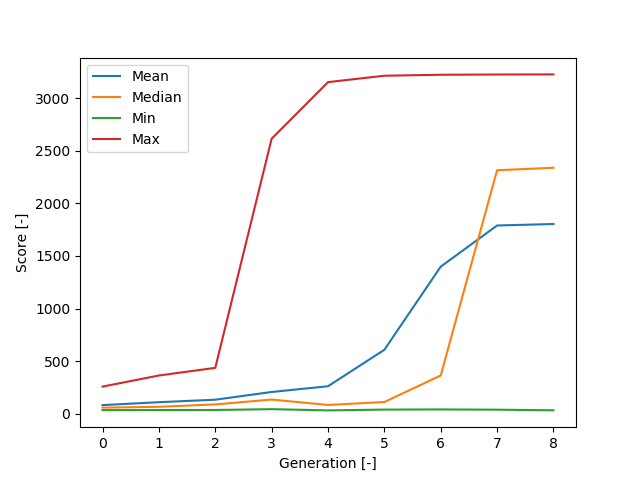 Mean
Median
Min
Max
3000
2500
2000
1500
1000
500
0
Score [-]
0 1 2 3 4 5 6 7 8
Generation [-]